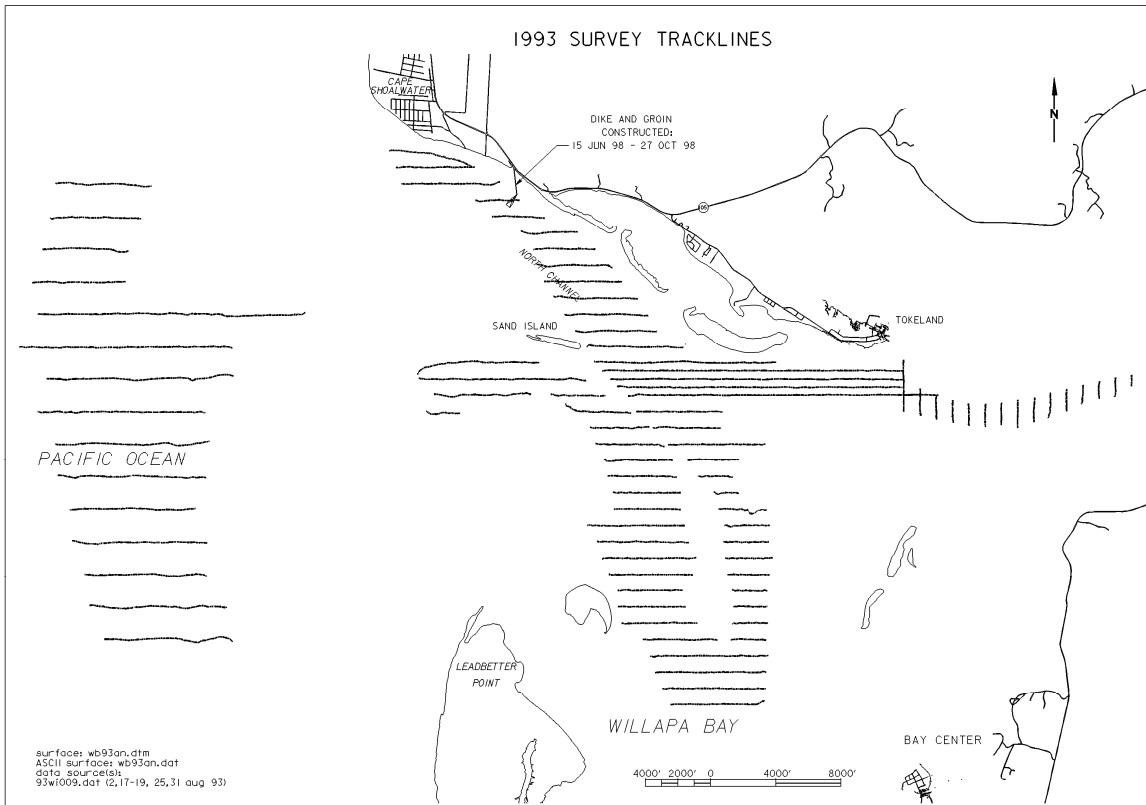 1993 SURVEY TRACKLINES
CAPE
SHOALWATER
DIKE AND GROIN
CONSTRUCTED:
15 JUN 98 - 27 OCT 98
N
105
NORTH CHANNEL
SAND ISLAND
TOKELAND
PACIFIC OCEAN
LEADBETTER
POINT
WILLAPA BAY
BAY CENTER
surface: wb93an.dtm
ASCII surface: wb93an.dat
data source(s):
93wi009.dat (2,17-19, 25,31 aug 93)
4000' 2000' 0 4000' 8000'